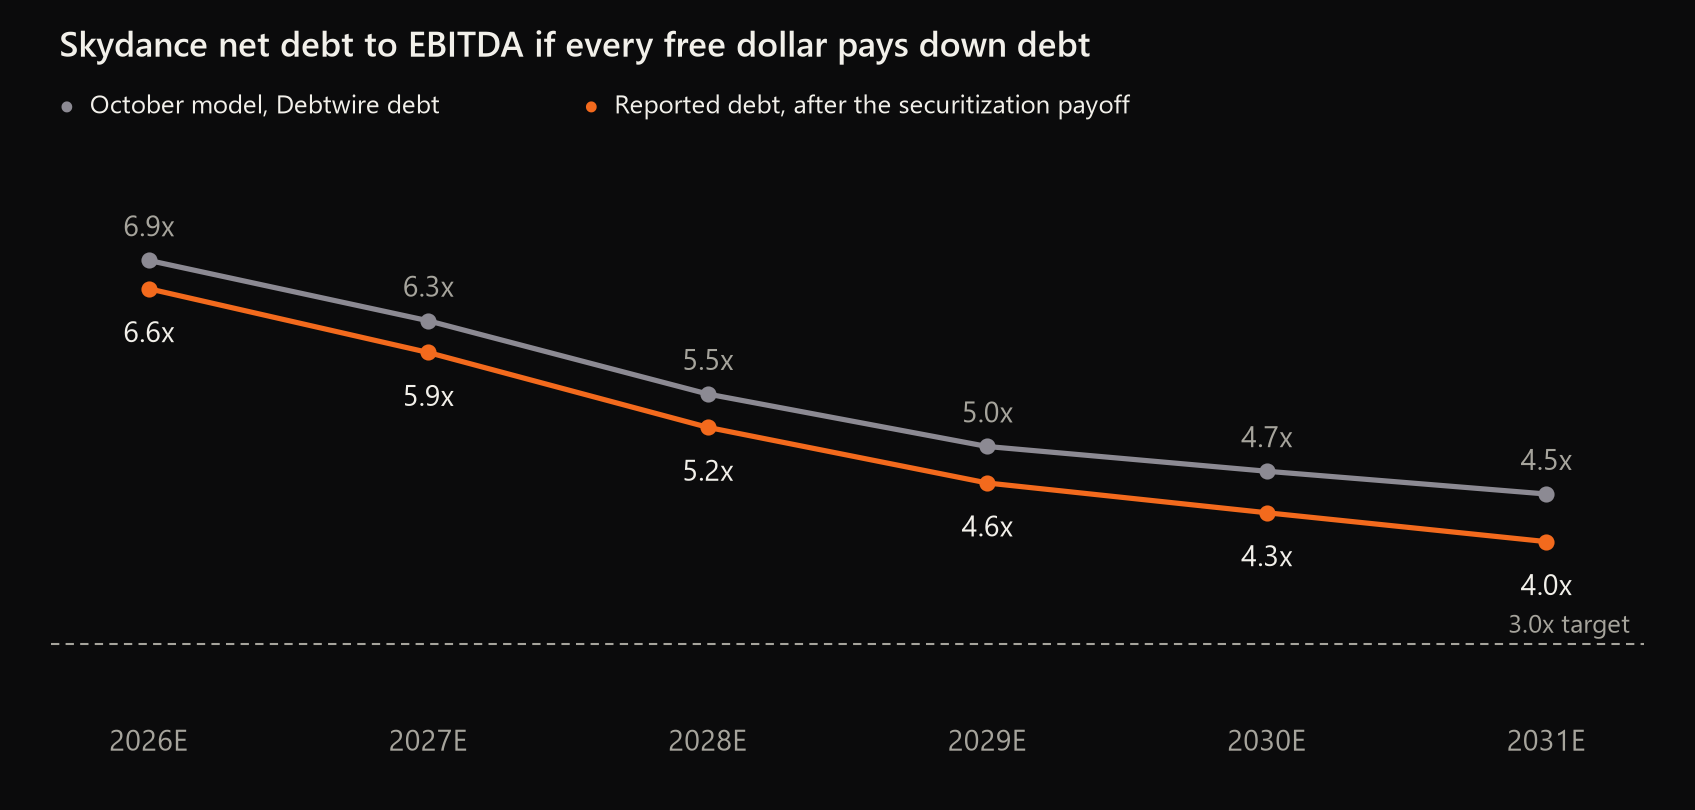 Skydance net debt to EBITDA if every free dollar pays down debt
October model, Debtwire debt
Reported debt, after the securitization payoff
6.9x
6.3x
5.5x
5.0x
4.7x
4.5x
6.6x
5.9x
5.2x
4.6x
4.3x
4.0x
3.0x target
2026E 2027E 2028E 2029E 2030E 2031E